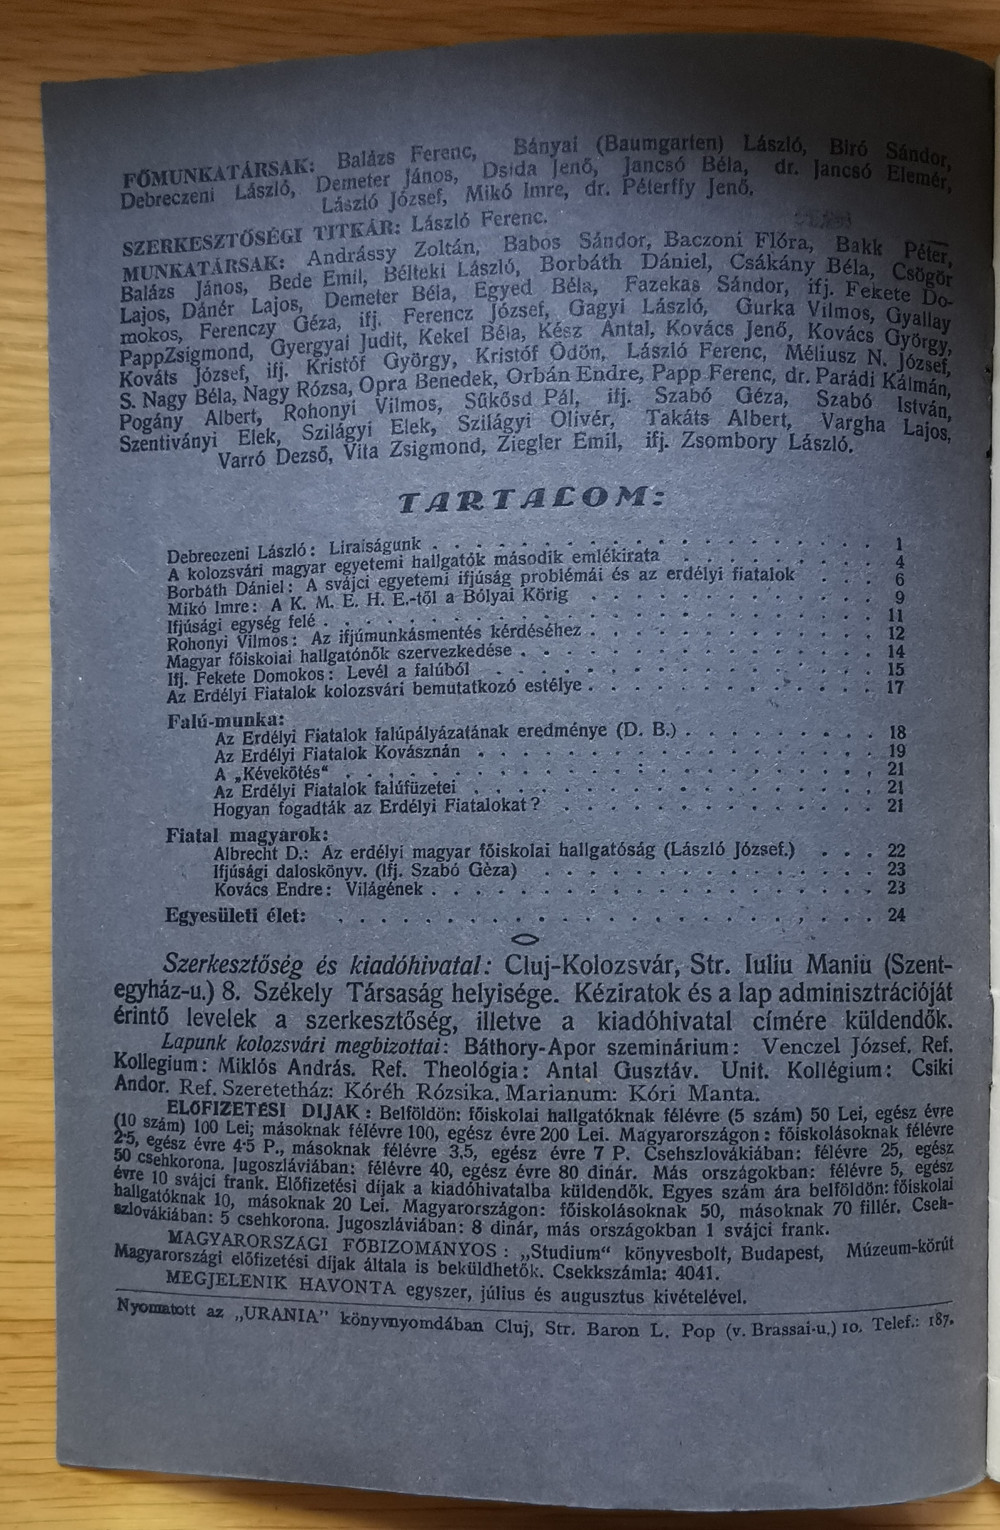 FŐMUNKATÁRSAK: Balázs Ferenc, Bányai (Baumgarten) László, Biró Sándor,
Debreczeni László, Demeter János, Dsida Jenő, Jancsó Béla, dr. Jancsó Elemér,
László József, Mikó Imre, dr. Péterffy Jenő.
SZERKESZTŐSÉGI TITKÁR: László Ferenc.
MUNKATÁRSAK: Andrássy Zoltán, Babos Sándor, Baczoni Flóra, Bakk Péter,
Balázs János, Bede Emil, Bélteki László, Borbáth Dániel, Csákány Béla, Csögör
Lajos, Dánér Lajos, Demeter Béla, Egyed Béla, Fazekas Sándor, ifj. Fekete Do-
mokos, Ferenczy Géza, ifj. Ferencz József, Gagyi László, Gurka Vilmos, Gyallay
PappZsigmond, Gyergyai Judit, Kekel Béla, Kész Antal, Kovács Jenő, Kovács György,
Kováts József, ifj. Kristóf György, Kristóf Ödön, László Ferenc, Méliusz N. József,
S. Nagy Béla, Nagy Rózsa, Opra Benedek, Orbán Endre, Papp Ferenc, dr. Parádi Kálmán,
Pogány Albert, Rohonyi Vilmos, Sűkősd Pál, ifj. Szabó Géza, Szabó István,
Szentiványi Elek, Szilágyi Elek, Szilágyi Olivér, Takáts Albert, Vargha Lajos,
Varró Dezső, Vita Zsigmond, Ziegler Emil, ifj. Zsombory László.
TARTALOM:
Debreczeni László: Liraiságunk . . . . . . . . . . . . . . . . . 1
A kolozsvári magyar egyetemi hallgatók második emlékirata . . . . . . . 4
Borbáth Dániel: A svájci egyetemi ifjúság problémái és az erdélyi fiatalok . . . 6
Mikó Imre: A K. M. E. H. E.-től a Bólyai Körig . . . . . . . . . . . 9
Ifjúsági egység felé . . . . . . . . . . . . . . . . . . . . . 11
Rohonyi Vilmos: Az ifjúmunkásmentés kérdéséhez . . . . . . . . . . . 12
Magyar főiskoiai hallgatónők szervezkedése . . . . . . . . . . . . . 14
Ifj. Fekete Domokos: Levél a falúból . . . . . . . . . . . . . . . 15
Az Erdélyi Fiatalok kolozsvári bemutatkozó estélye . . . . . . . . . . 17
Falú-munka:
Az Erdélyi Fiatalok falúpályázatának eredménye (D. B.) . . . . . . . . 18
Az Erdélyi Fiatalok Kovásznán . . . . . . . . . . . . . . . . 19
A „Kévekötés“ . . . . . . . . . . . . . . . . . . . . . 21
Az Erdélyi Fiatalok falúfüzetei . . . . . . . . . . . . . . . . 21
Hogyan fogadták az Erdélyi Fiatalokat? . . . . . . . . . . . . . 21
Fiatal magyarok:
Albrecht D.: Az erdélyi magyar főiskolai hallgatóság (László József.) . . . 22
Ifjúsági daloskönyv. (Ifj. Szabó Géza) . . . . . . . . . . . . . . 23
Kovács Endre: Világének . . . . . . . . . . . . . . . . . . 23
Egyesületi élet: . . . . . . . . . . . . . . . . . . . . . . 24
Szerkesztőség és kiadóhivatal: Cluj-Kolozsvár, Str. Iuliu Maniu (Szent-
egyház-u.) 8. Székely Társaság helyisége. Kéziratok és a lap adminisztrációját
érintő levelek a szerkesztőség, illetve a kiadóhivatal címére küldendők.
Lapunk kolozsvári megbizottai: Báthory-Apor szeminárium: Venczel József. Ref.
Kollegium: Miklós András. Ref. Theológia: Antal Gusztáv. Unit. Kollégium: Csiki
Andor. Ref. Szeretetház: Kóréh Rózsika. Marianum: Kóri Manta.
ELŐFIZETÉSI DIJAK: Belföldön: főiskolai hallgatóknak félévre (5 szám) 50 Lei, egész évre
(10 szám) 100 Lei; másoknak félévre 100, egész évre 200 Lei. Magyarországon: főiskolásoknak félévre
2·5, egész évre 4·5 P., másoknak félévre 3,5, egész évre 7 P. Csehszlovákiában: félévre 25, egész
50 csehkorona. Jugoszláviában: félévre 40, egész évre 80 dinár. Más országokban: félévre 5, egész
évre 10 svájci frank. Előfizetési díjak a kiadóhivatalba küldendők. Egyes szám ára belföldön: főiskolai
hallgatóknak 10, másoknak 20 Lei. Magyarországon: főiskolásoknak 50, másoknak 70 fillér. Cseh-
szlovákiában: 5 csehkorona. Jugoszláviában: 8 dinár, más országokban 1 svájci frank.
MAGYARORSZÁGI FŐBIZOMÁNYOS: „Studium“ könyvesbolt, Budapest, Múzeum-körút
Magyarországi előfizetési díjak általa is beküldhetők. Csekkszámla: 4041.
MEGJELENIK HAVONTA egyszer, július és augusztus kivételével.
Nyomatott az „URANIA” könyvnyomdában Cluj, Str. Baron L. Pop (v. Brassai-u.) 10. Telef.: 187.